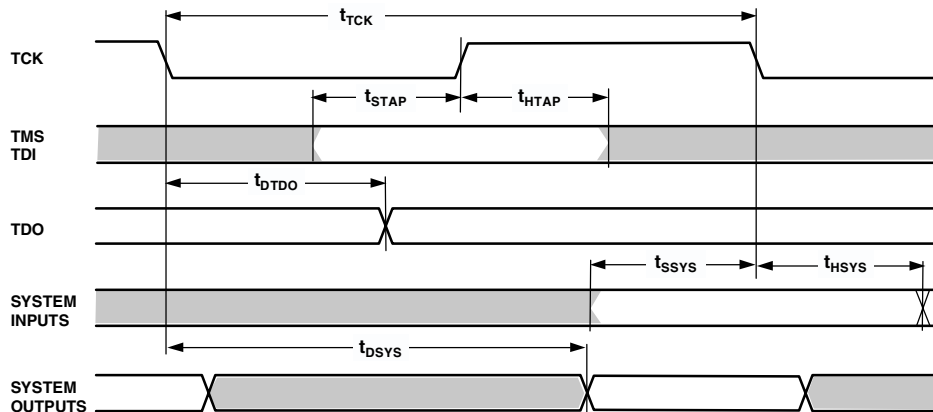 tTCK
TCK
tSTAP
tHTAP
TMS
TDI
tDTDO
TDO
tSSYS
tHSYS
SYSTEM
INPUTS
tDSYS
SYSTEM
OUTPUTS